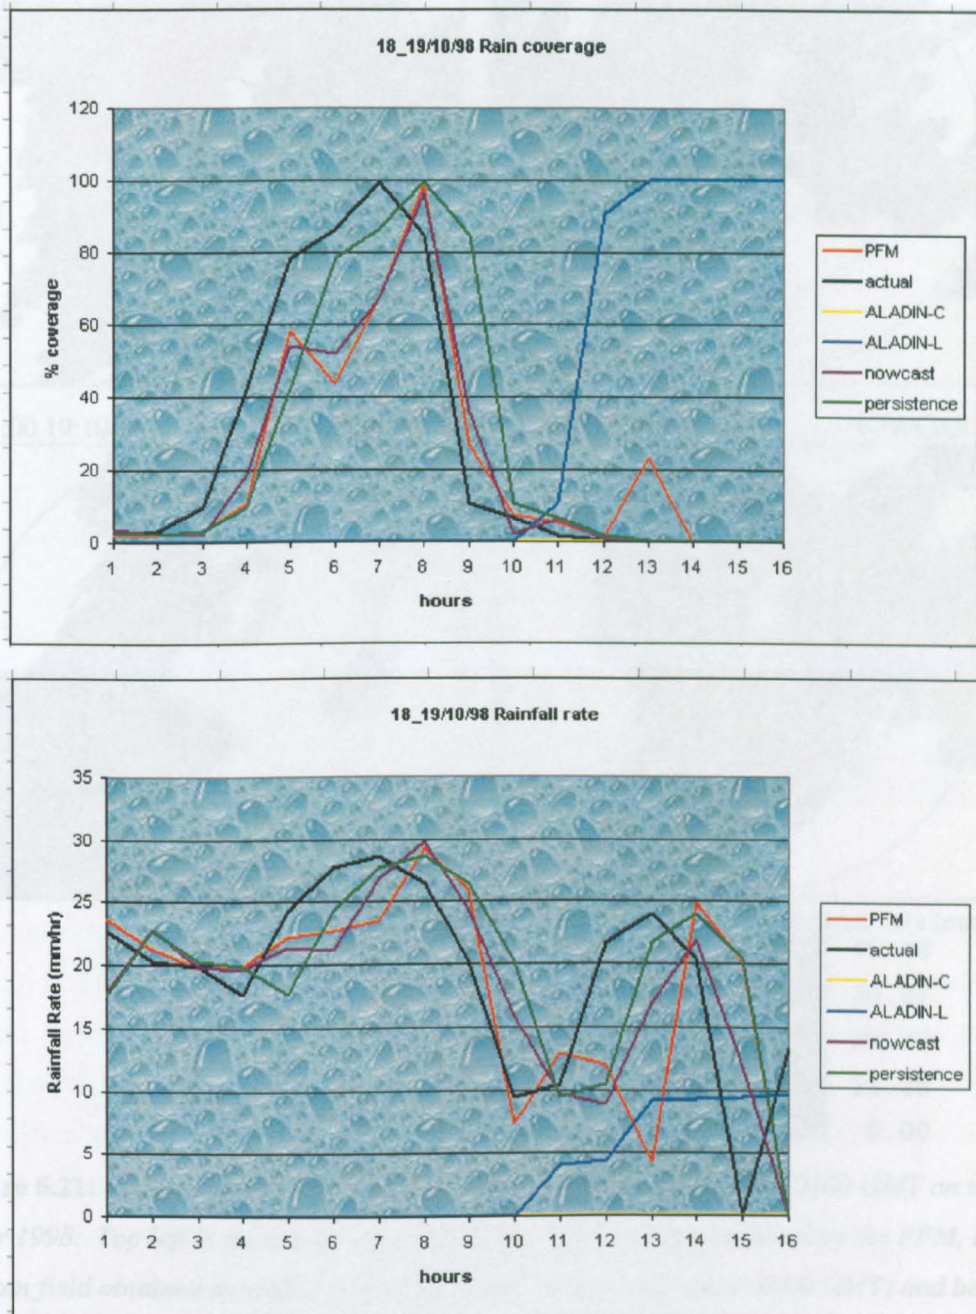 18_19/10/98 Rain coverage
120
100
80
60
40
20
0
% coverage
1 2 3 4 5 6 7 8 9 10 11 12 13 14 15 16
hours
PFM
actual
ALADIN-C
ALADIN-L
nowcast
persistence
18_19/10/98 Rainfall rate
35
30
25
20
15
10
5
0
Rainfall Rate (mm/hr)
1 2 3 4 5 6 7 8 9 10 11 12 13 14 15 16
hours
PFM
actual
ALADIN-C
ALADIN-L
nowcast
persistence